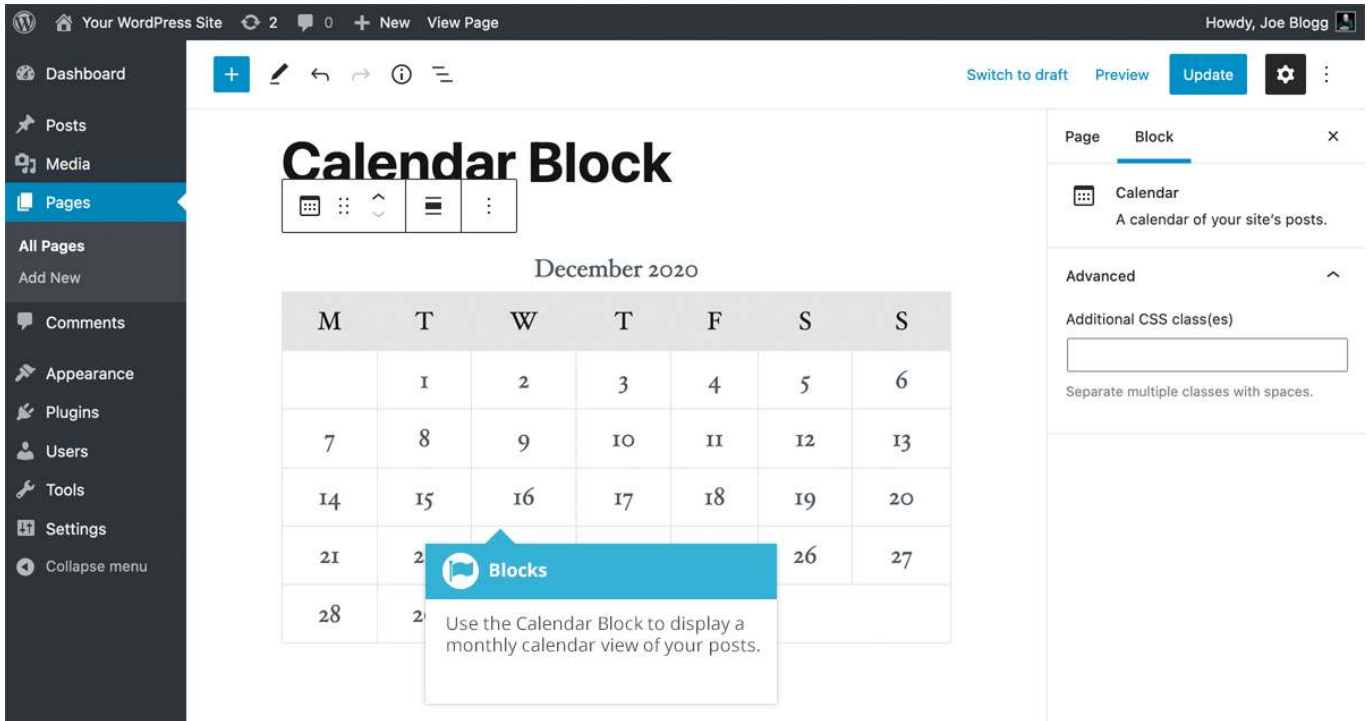 Your WordPress Site 2 0 New View Page Howdy, Joe Blogg
Dashboard
Posts
Media
Pages
All Pages
Add New
Comments
Appearance
Plugins
Users
Tools
Settings
Collapse menu
Switch to draft Preview Update
Calendar Block
December 2020
M T W T F S S
1 2 3 4 5 6
7 8 9 10 11 12 13
14 15 16 17 18 19 20
21 2 26 27
28 2
Blocks
Use the Calendar Block to display a
monthly calendar view of your posts.
Page Block
Calendar
A calendar of your site's posts.
Advanced
Additional CSS class(es)
Separate multiple classes with spaces.